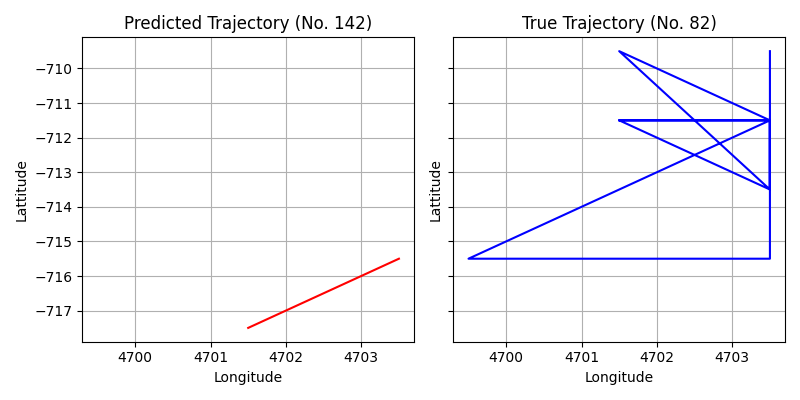 Predicted Trajectory (No. 142)
True Trajectory (No. 82)
Lattitude
−710
−711
−712
−713
−714
−715
−716
−717
4700
4701
4702
4703
Longitude
Lattitude
4700
4701
4702
4703
Longitude